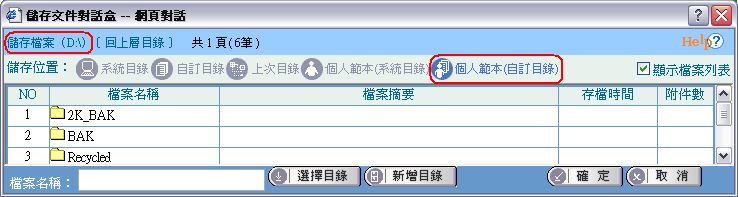 儲存文件對話盒 -- 網頁對話
儲存檔案（D:\）〔 回上層目錄 〕 共 1 頁(6筆 ) Help?
儲存位置： 系統目錄 自訂目錄 上次目錄 個人範本(系統目錄) 個人範本(自訂目錄) 顯示檔案列表
NO 檔案名稱 檔案摘要 存檔時間 附件數
1 2K_BAK
2 BAK
3 Recycled
檔案名稱： 選擇目錄 新增目錄 確 定 取 消